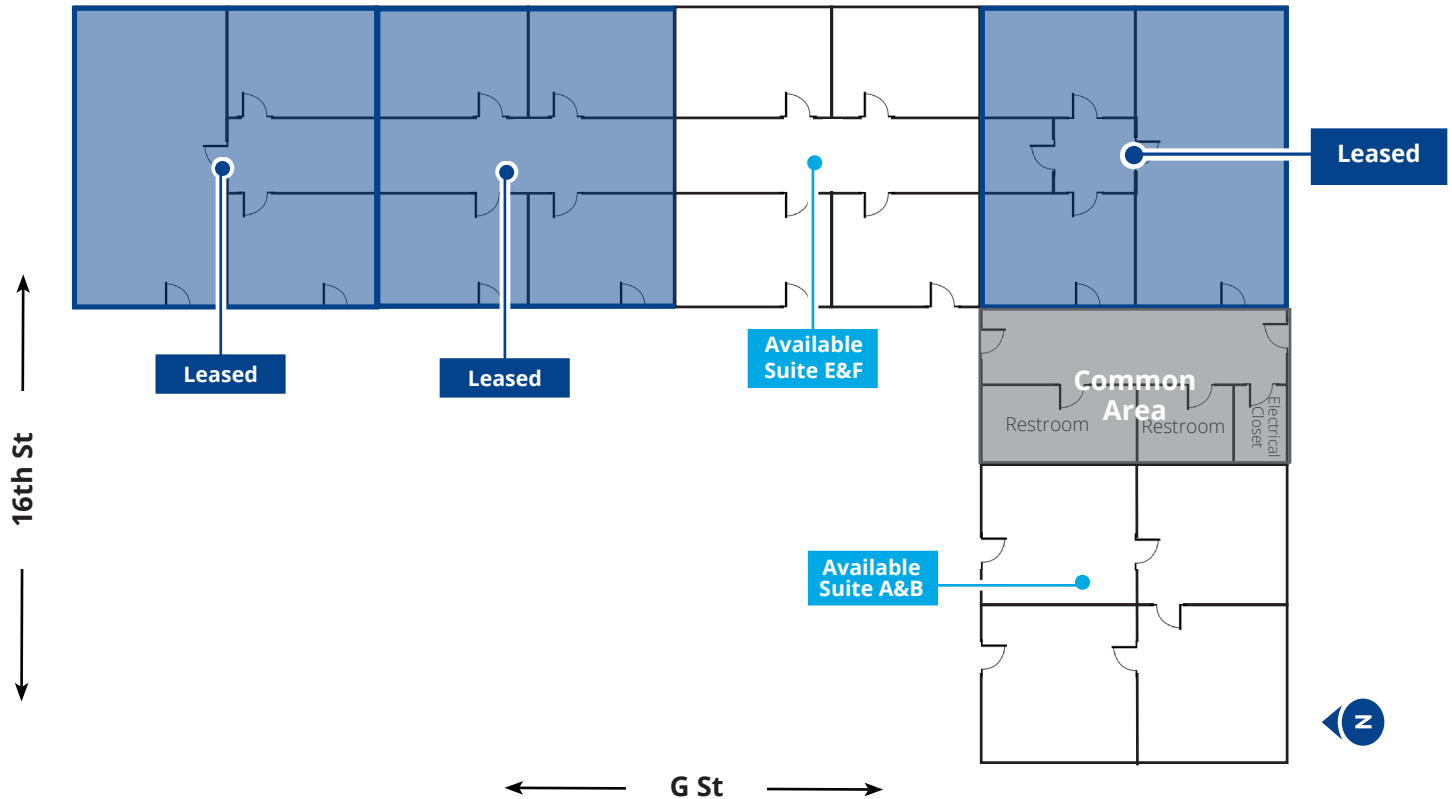 Leased
Available
Suite E&F
Leased
Leased
Common
Area
Restroom
Restroom
Electrical
Closet
16th St
Available
Suite A&B
N
G St